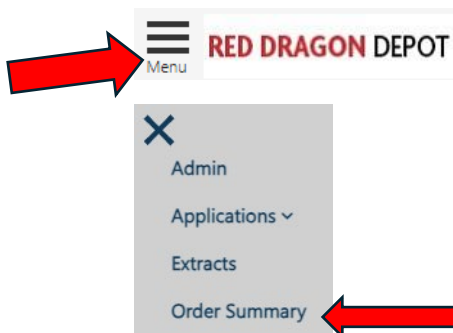 RED DRAGON DEPOT
Menu
Admin
Applications
Extracts
Order Summary